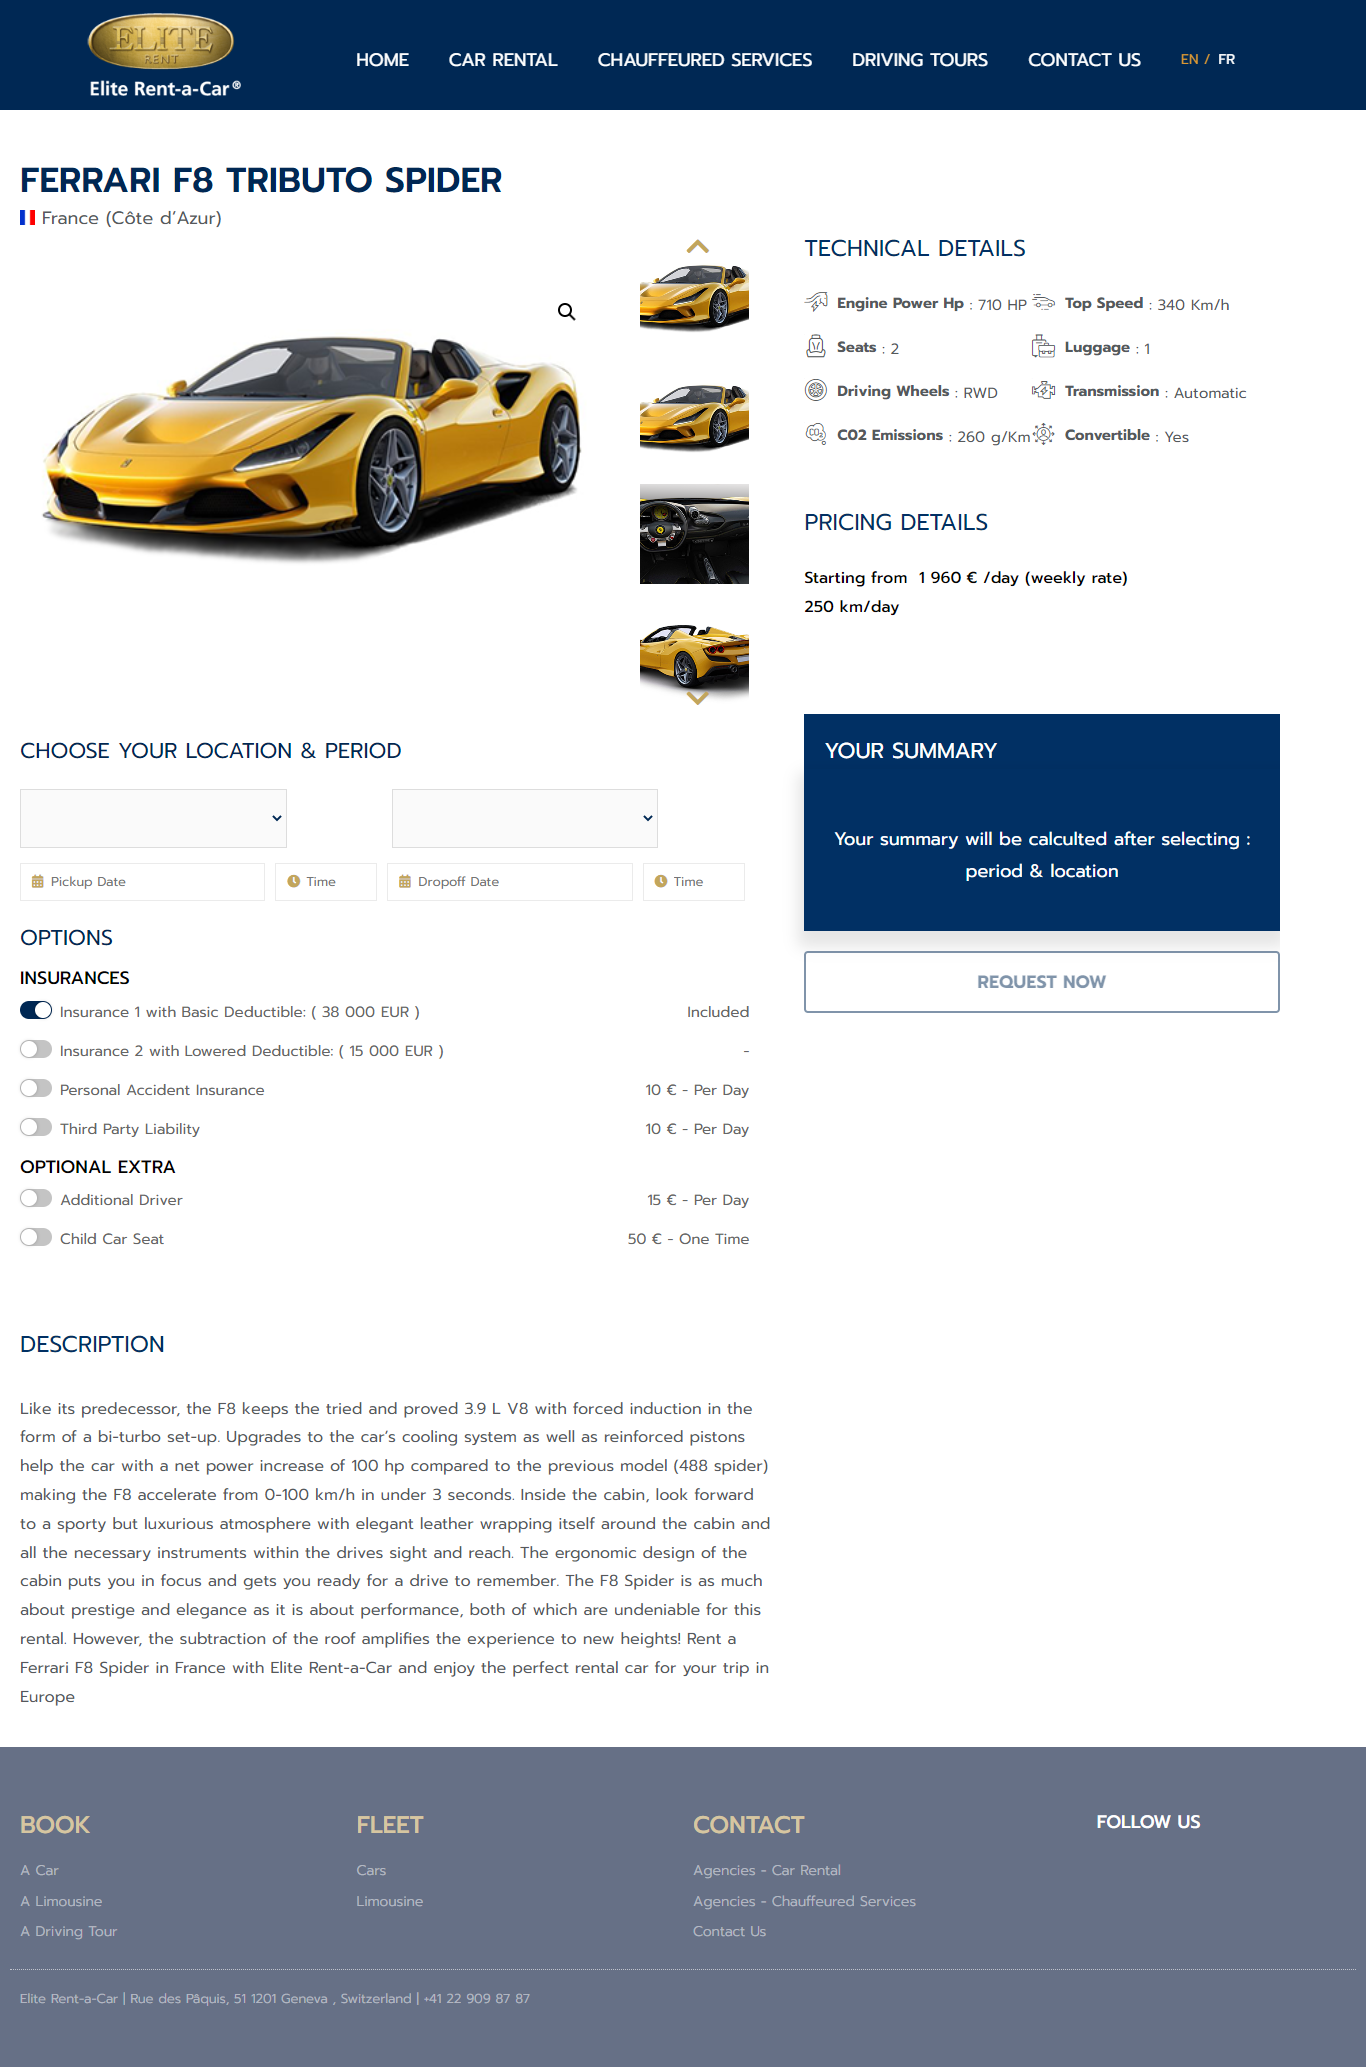 ELITE
RENT
Elite Rent-a-Car®
HOME
CAR RENTAL
CHAUFFEURED SERVICES
DRIVING TOURS
CONTACT US
EN / FR
FERRARI F8 TRIBUTO SPIDER
France (Côte d’Azur)
TECHNICAL DETAILS
Engine Power Hp : 710 HP
Top Speed : 340 Km/h
Seats : 2
Luggage : 1
Driving Wheels : RWD
Transmission : Automatic
C02 Emissions : 260 g/Km
Convertible : Yes
PRICING DETAILS
Starting from 1 960 € /day (weekly rate)
250 km/day
CHOOSE YOUR LOCATION & PERIOD
Pickup Date
Time
Dropoff Date
Time
YOUR SUMMARY
Your summary will be calculted after selecting :
period & location
REQUEST NOW
OPTIONS
INSURANCES
Insurance 1 with Basic Deductible: ( 38 000 EUR ) Included
Insurance 2 with Lowered Deductible: ( 15 000 EUR ) -
Personal Accident Insurance 10 € - Per Day
Third Party Liability 10 € - Per Day
OPTIONAL EXTRA
Additional Driver 15 € - Per Day
Child Car Seat 50 € - One Time
DESCRIPTION
Like its predecessor, the F8 keeps the tried and proved 3.9 L V8 with forced induction in the
form of a bi-turbo set-up. Upgrades to the car’s cooling system as well as reinforced pistons
help the car with a net power increase of 100 hp compared to the previous model (488 spider)
making the F8 accelerate from 0-100 km/h in under 3 seconds. Inside the cabin, look forward
to a sporty but luxurious atmosphere with elegant leather wrapping itself around the cabin and
all the necessary instruments within the drives sight and reach. The ergonomic design of the
cabin puts you in focus and gets you ready for a drive to remember. The F8 Spider is as much
about prestige and elegance as it is about performance, both of which are undeniable for this
rental. However, the subtraction of the roof amplifies the experience to new heights! Rent a
Ferrari F8 Spider in France with Elite Rent-a-Car and enjoy the perfect rental car for your trip in
Europe
BOOK
A Car
A Limousine
A Driving Tour
FLEET
Cars
Limousine
CONTACT
Agencies - Car Rental
Agencies - Chauffeured Services
Contact Us
FOLLOW US
Elite Rent-a-Car | Rue des Pâquis, 51 1201 Geneva , Switzerland | +41 22 909 87 87